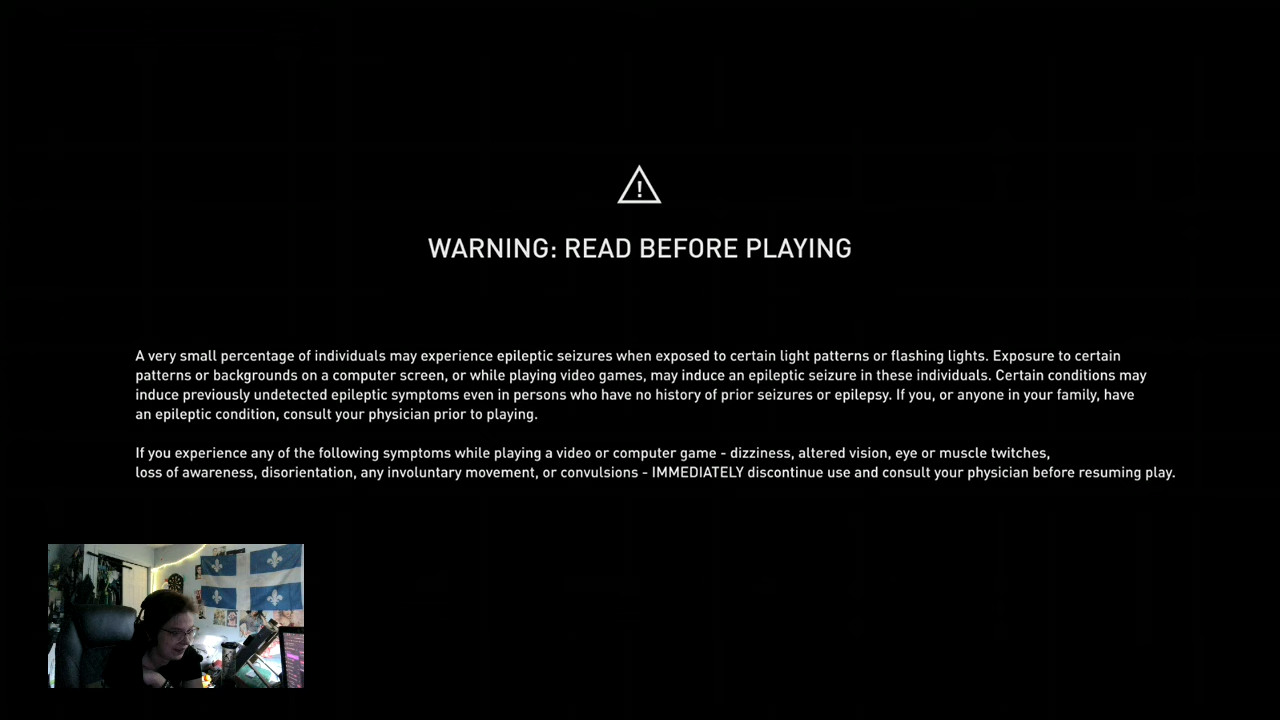 WARNING: READ BEFORE PLAYING
A very small percentage of individuals may experience epileptic seizures when exposed to certain light patterns or flashing lights. Exposure to certain
patterns or backgrounds on a computer screen, or while playing video games, may induce an epileptic seizure in these individuals. Certain conditions may
induce previously undetected epileptic symptoms even in persons who have no history of prior seizures or epilepsy. If you, or anyone in your family, have
an epileptic condition, consult your physician prior to playing.
If you experience any of the following symptoms while playing a video or computer game - dizziness, altered vision, eye or muscle twitches,
loss of awareness, disorientation, any involuntary movement, or convulsions - IMMEDIATELY discontinue use and consult your physician before resuming play.